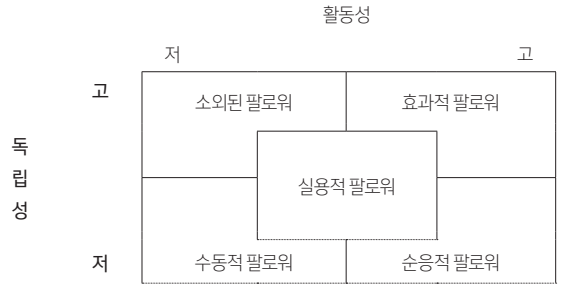 활동성
저 고
고 소외된 팔로워 효과적 팔로워
독
립
성
실용적 팔로워
저 수동적 팔로워 순응적 팔로워